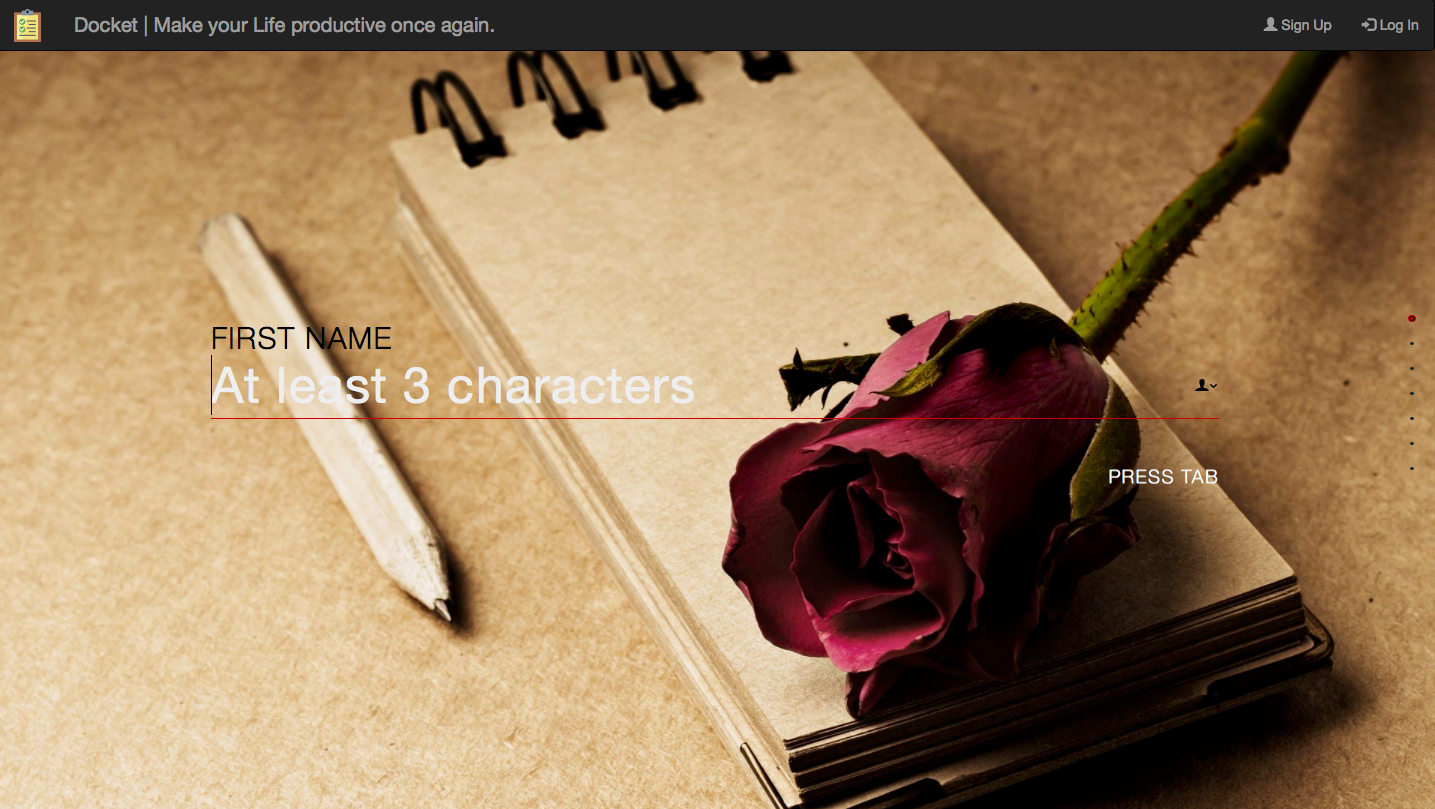 Docket | Make your Life productive once again.
Sign Up
Log In
FIRST NAME
At least 3 characters
PRESS TAB